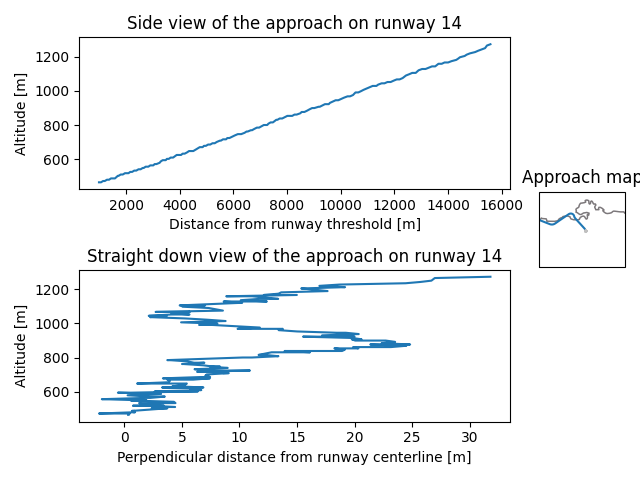 Side view of the approach on runway 14
1200
1000
800
600
Altitude [m]
2000 4000 6000 8000 10000 12000 14000 16000
Distance from runway threshold [m]
Approach map
Straight down view of the approach on runway 14
1200
1000
800
600
Altitude [m]
0 5 10 15 20 25 30
Perpendicular distance from runway centerline [m]